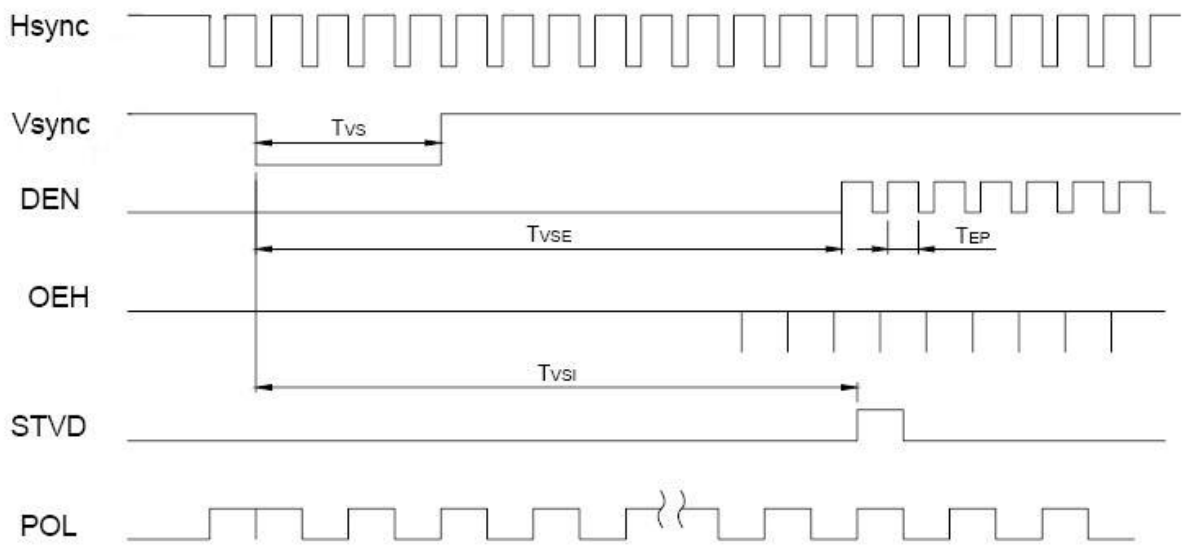 Hsync
Vsync
TVS
DEN
TVSE
TEP
OEH
TVSI
STVD
POL